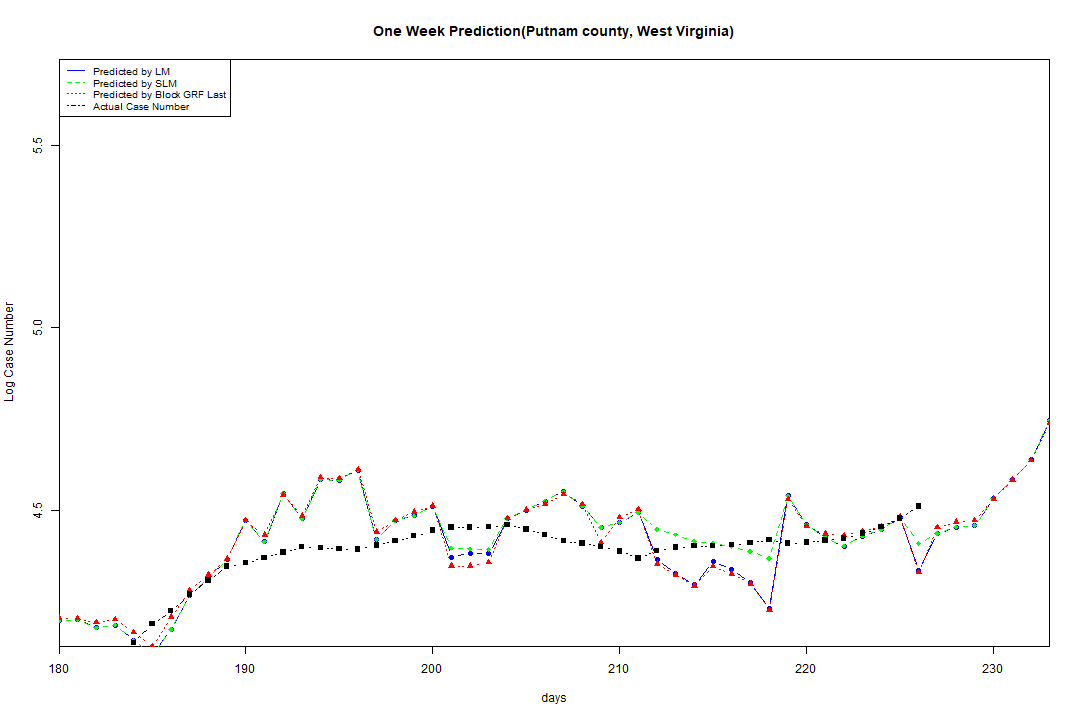 One Week Prediction(Putnam county, West Virginia)
Predicted by LM
Predicted by SLM
Predicted by Block GRF Last
Actual Case Number
5.5
5.0
4.5
Log Case Number
180 190 200 210 220 230
days